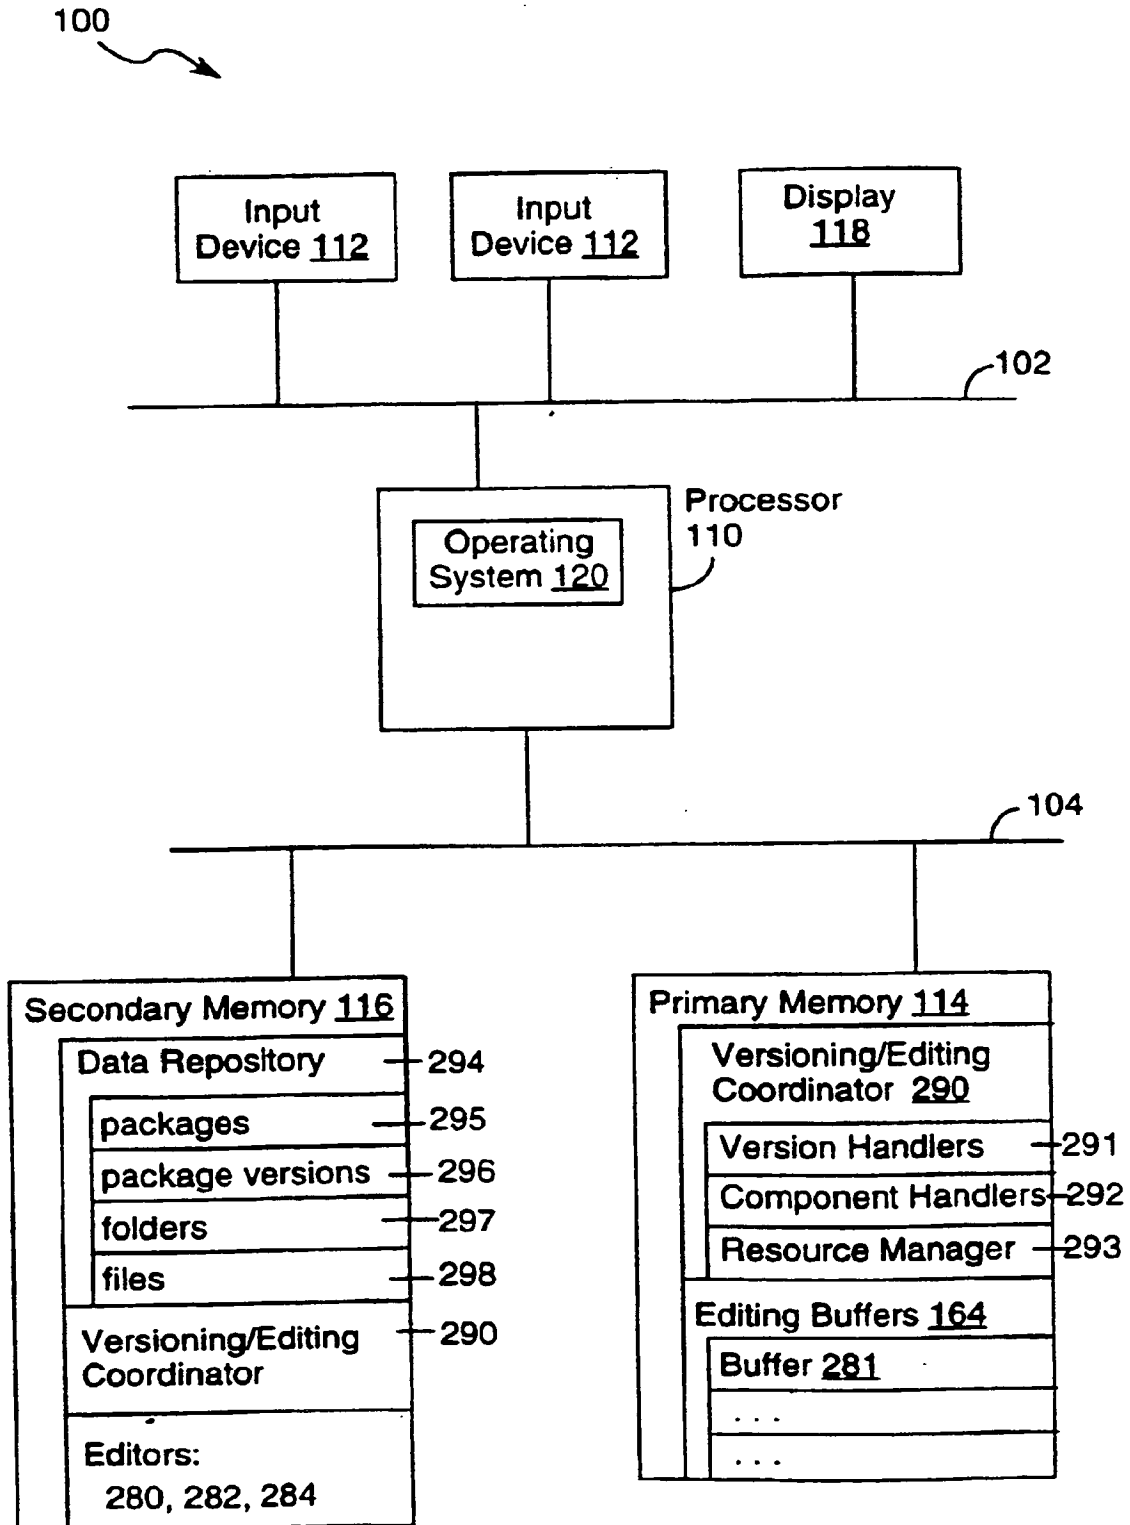 100
Input
Device 112
Input
Device 112
Display
118
102
Processor
110
Operating
System 120
104
Secondary Memory 116
Data Repository 294
packages 295
package versions 296
folders 297
files 298
Versioning/Editing 290
Coordinator
Editors:
280, 282, 284
Primary Memory 114
Versioning/Editing
Coordinator 290
Version Handlers 291
Component Handlers 292
Resource Manager 293
Editing Buffers 164
Buffer 281
. . .
. . .